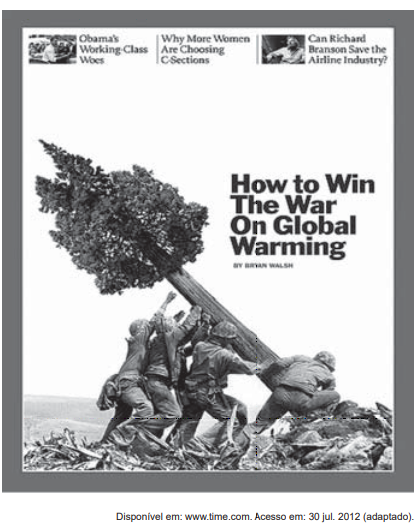 Obama's
Working-Class
Woes
Why More Women
Are Choosing
C-Sections
Can Richard
Branson Save the
Airline Industry?
How to Win
The War
On Global
Warming
BY BRYAN WALSH
Disponível em: www.time.com. Acesso em: 30 jul. 2012 (adaptado).